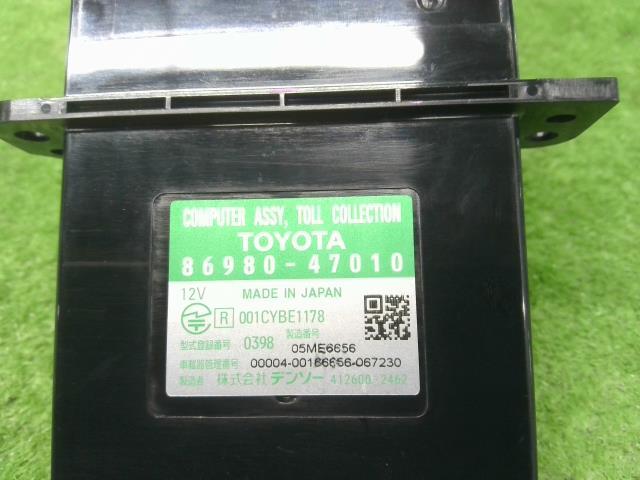 COMPUTER ASSY, TOLL COLLECTION
TOYOTA
86980-47010
12V MADE IN JAPAN
R 001CYBE1178
型式登録番号 0398 製造番号 05ME6656
車載器管理番号 00004-00166656-067230
製造者 株式会社 デンソー 412600-2462